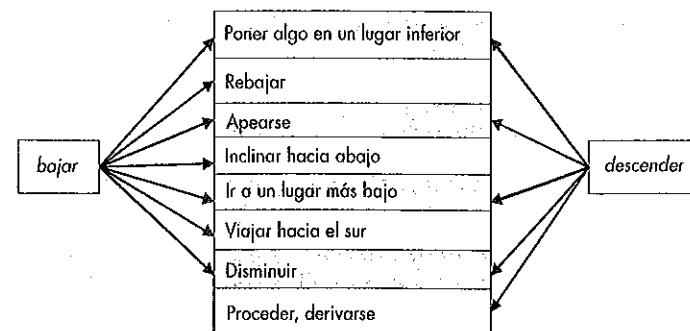 Poner algo en un lugar inferior
Rebajar
Apearse
bajar
Inclinar hacia abajo
descender
Ir a un lugar más bajo
Viajar hacia el sur
Disminuir
Proceder, derivarse